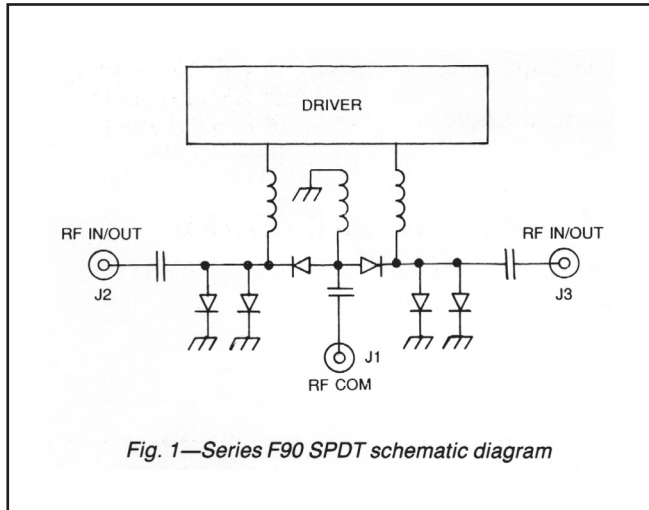 DRIVER
RF IN/OUT
RF IN/OUT
J2
J3
J1
RF COM
Fig. 1—Series F90 SPDT schematic diagram